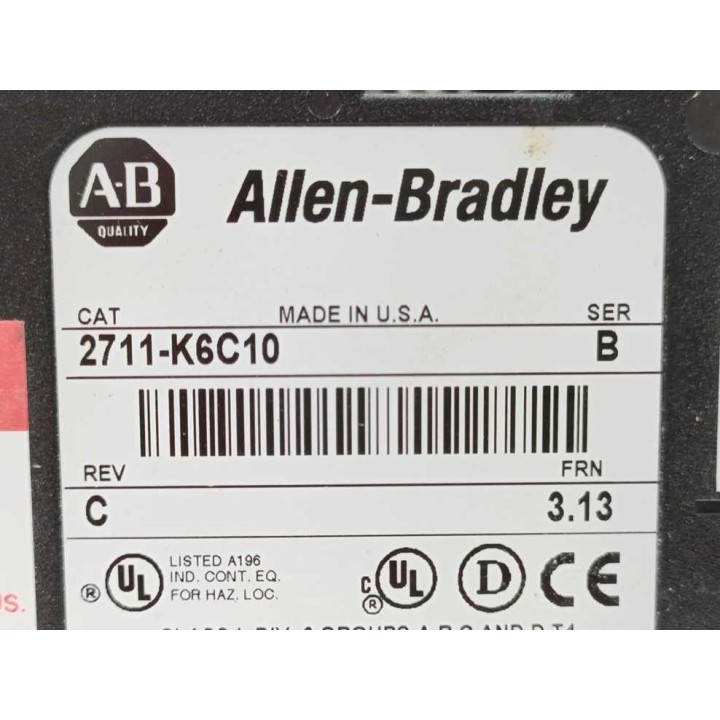 A-B
QUALITY
Allen-Bradley
CAT MADE IN U.S.A. SER
2711-K6C10 B
REV FRN
C 3.13
® UL LISTED A196
IND. CONT. EQ.
FOR HAZ. LOC.
C UL ® D CE
US.